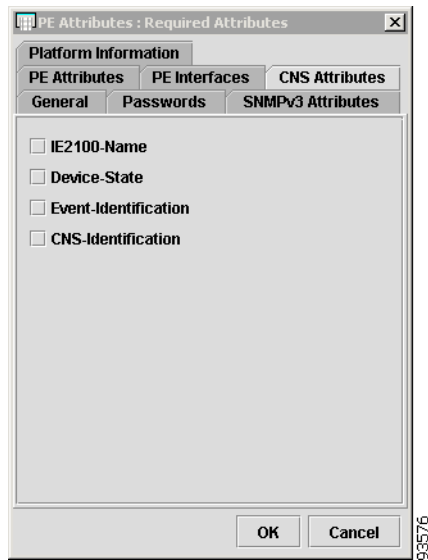 PE Attributes : Required Attributes
Platform Information
PE Attributes PE Interfaces CNS Attributes
General Passwords SNMPv3 Attributes
IE2100-Name
Device-State
Event-Identification
CNS-Identification
OK Cancel
93576